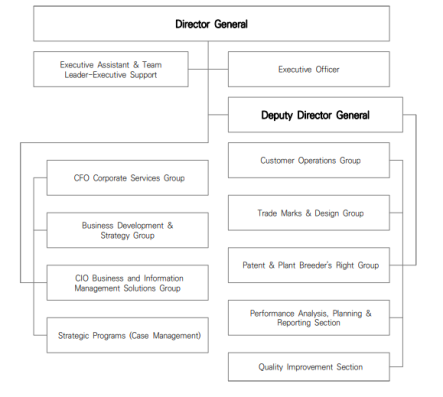 Director General
Executive Assistant & Team
Leader-Executive Support
Executive Officer
Deputy Director General
CFO Corporate Services Group
Customer Operations Group
Business Development &
Strategy Group
Trade Marks & Design Group
CIO Business and Information
Management Solutions Group
Patent & Plant Breeder's Right Group
Strategic Programs (Case Management)
Performance Analysis, Planning &
Reporting Section
Quality Improvement Section